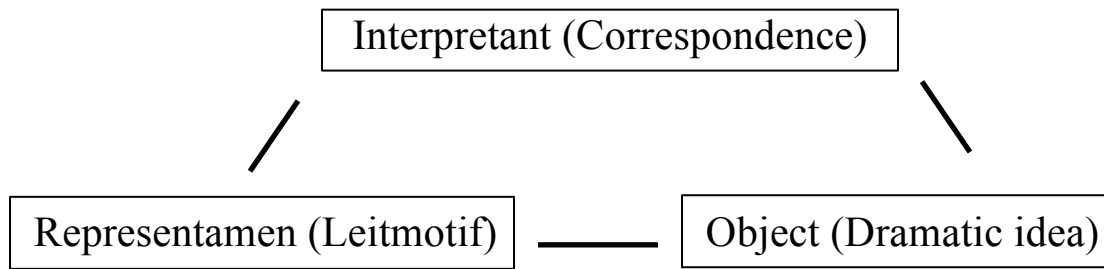 Interpretant (Correspondence)
Representamen (Leitmotif)
Object (Dramatic idea)